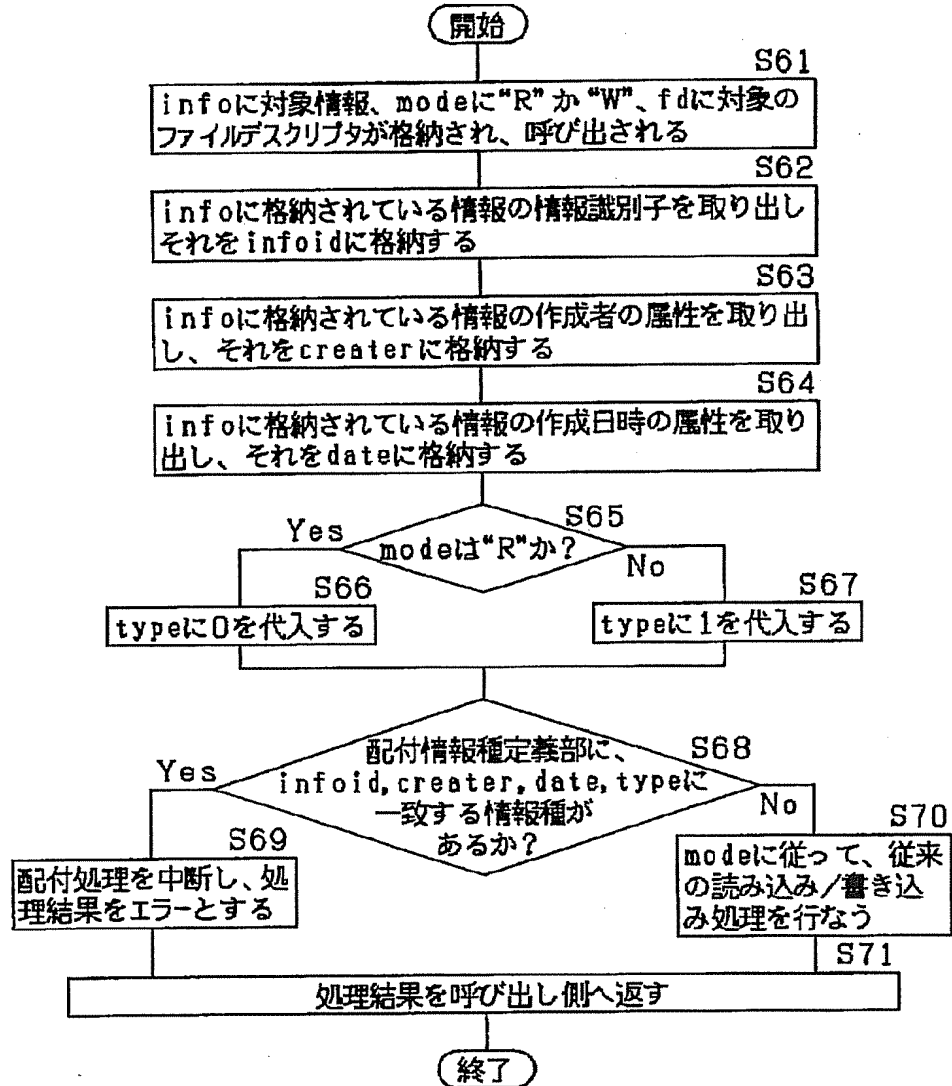 開始
S61
infoに対象情報、modeに“R”か“W”、fdに対象の
ファイルデスクリプタが格納され、呼び出される
S62
infoに格納されている情報の情報識別子を取り出し
それをinfoidに格納する
S63
infoに格納されている情報の作成者の属性を取り出
し、それをcreaterに格納する
S64
infoに格納されている情報の作成日時の属性を取り
出し、それをdateに格納する
S65
modeは“R”か?
Yes
No
S66
typeに0を代入する
S67
typeに1を代入する
S68
配付情報種定義部に、
infoid,creater,date,typeに
一致する情報種が
あるか?
Yes
No
S69
配付処理を中断し、処
理結果をエラーとする
S70
modeに従って、従来
の読み込み/書き込
み処理を行なう
S71
処理結果を呼び出し側へ返す
終了